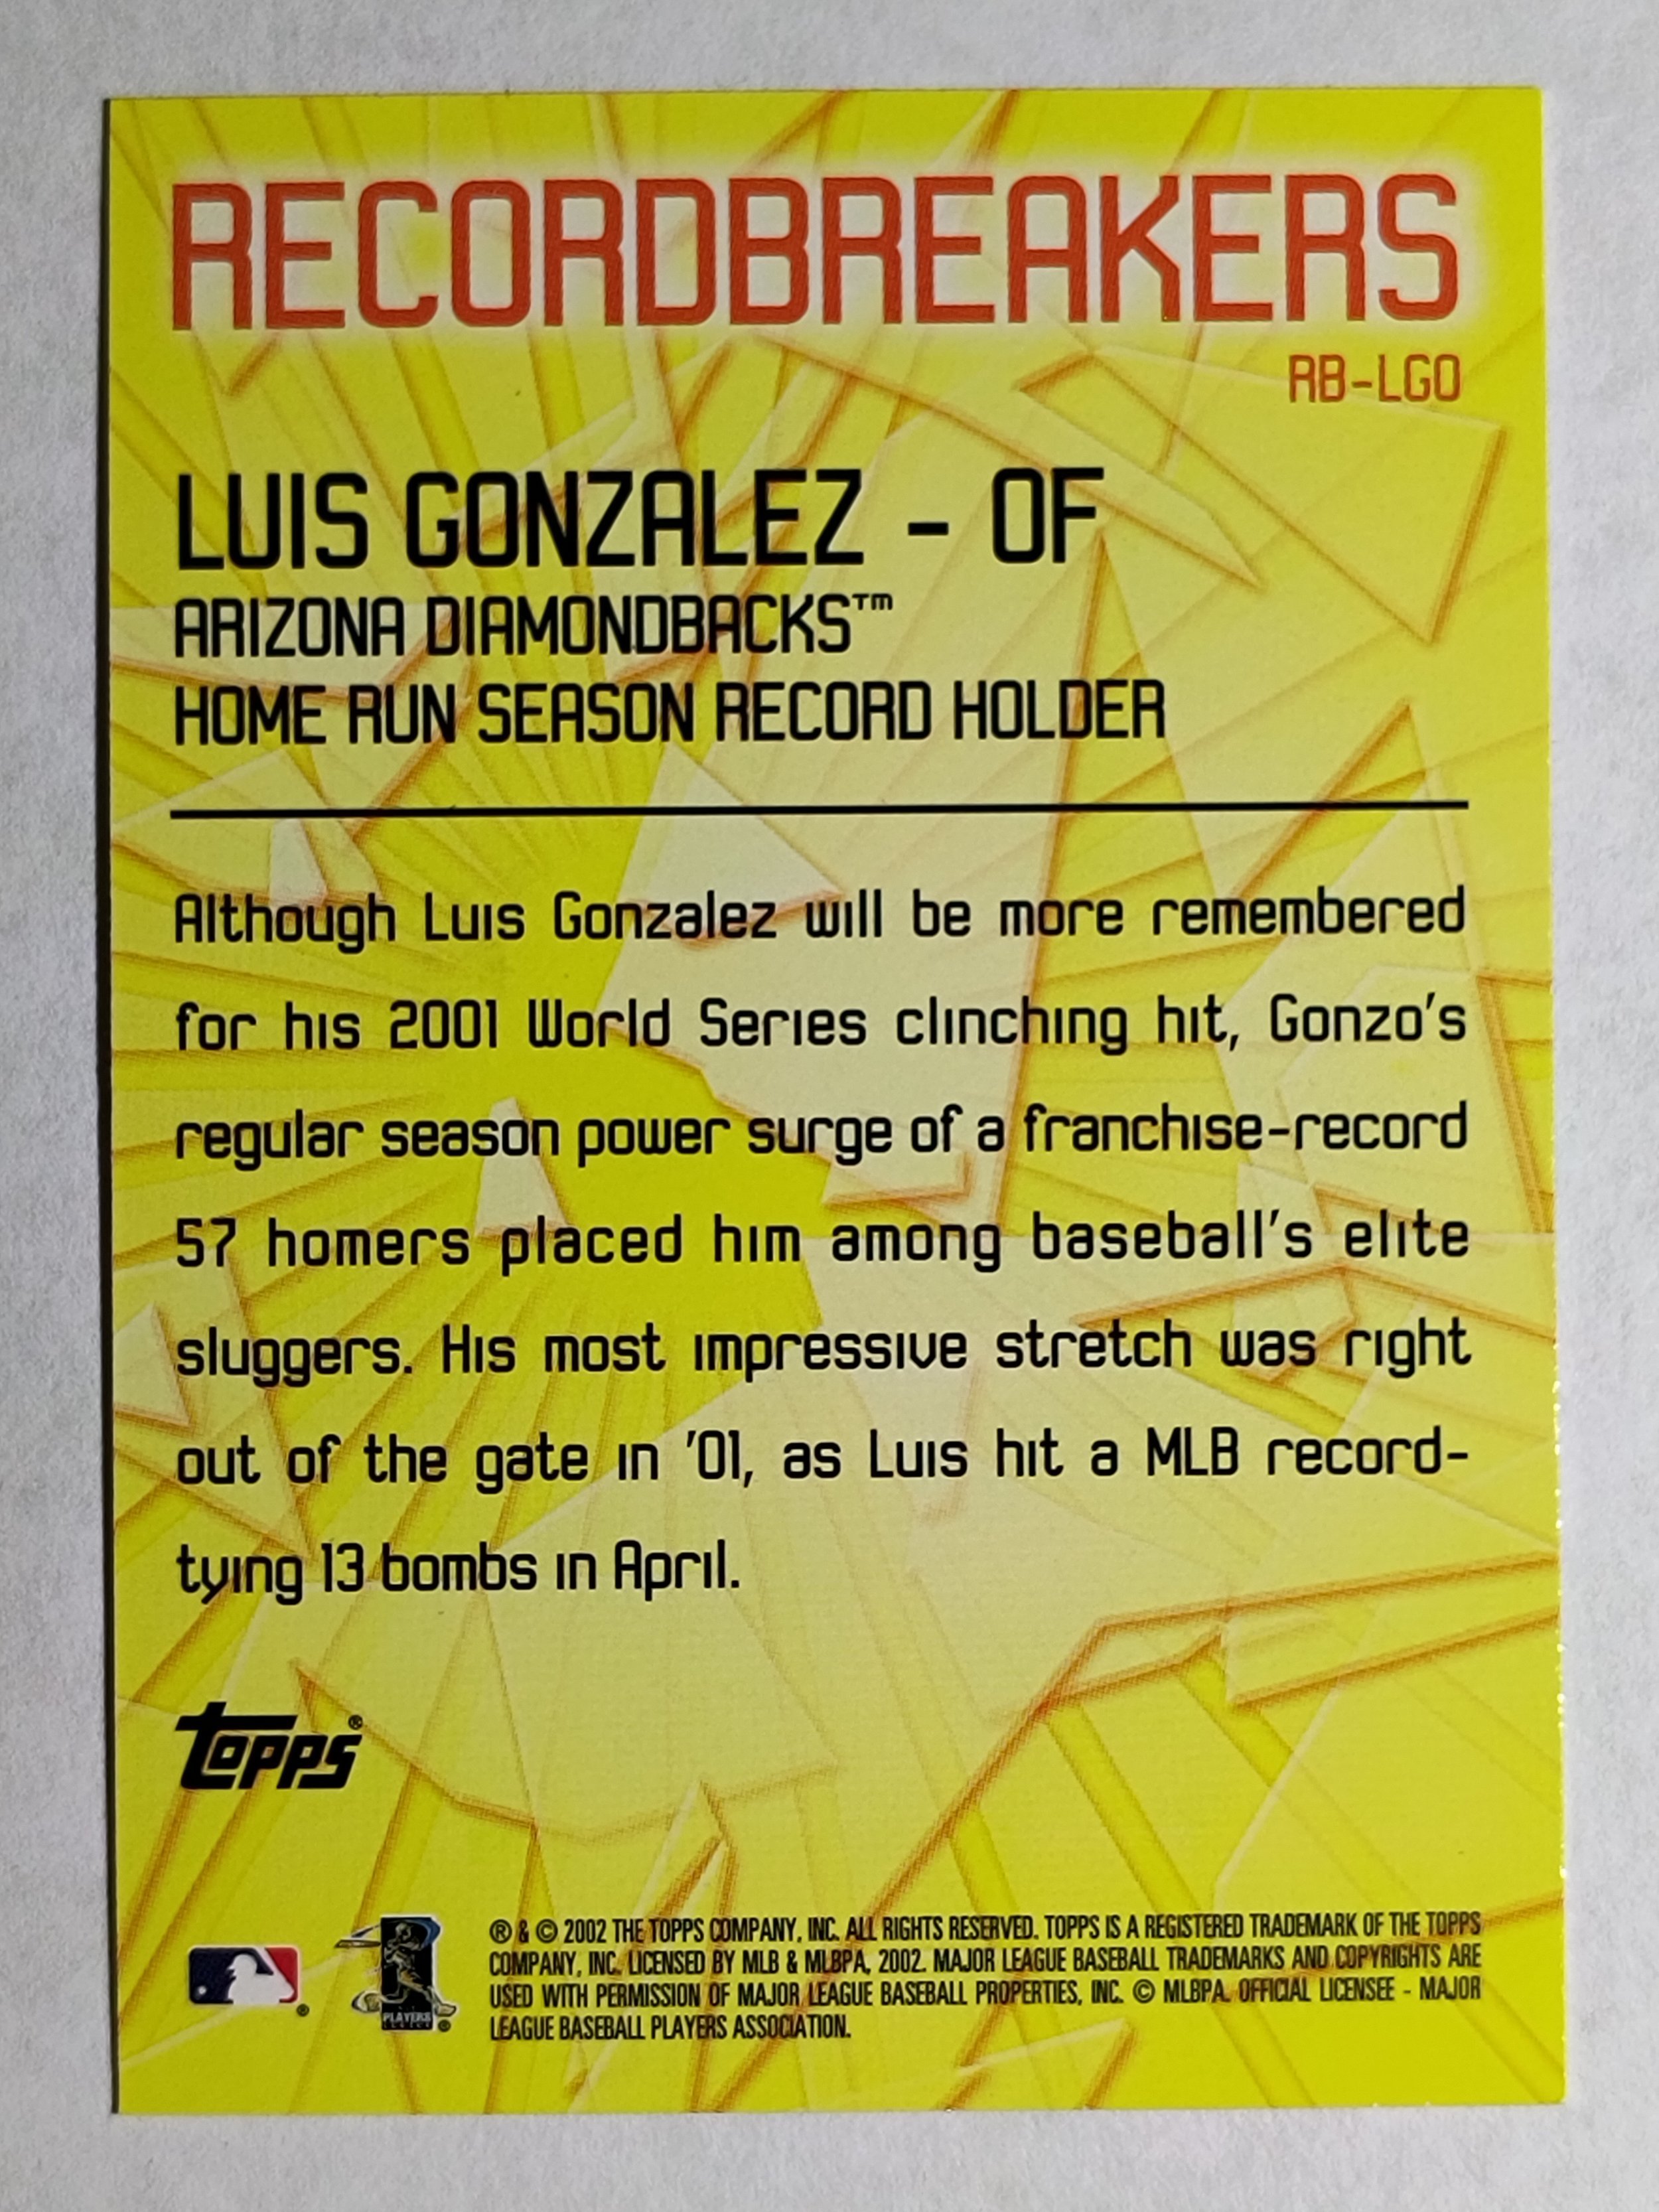 RECORDBREAKERS
RB-LGO
LUIS GONZALEZ - OF
ARIZONA DIAMONDBACKS™
HOME RUN SEASON RECORD HOLDER
Although Luis Gonzalez will be more remembered
for his 2001 World Series clinching hit, Gonzo's
regular season power surge of a franchise-record
57 homers placed him among baseball's elite
sluggers. His most impressive stretch was right
out of the gate in '01, as Luis hit a MLB record-
tying 13 bombs in April.
Topps®
® & © 2002 THE TOPPS COMPANY, INC. ALL RIGHTS RESERVED. TOPPS IS A REGISTERED TRADEMARK OF THE TOPPS
COMPANY, INC. LICENSED BY MLB & MLBPA, 2002. MAJOR LEAGUE BASEBALL TRADEMARKS AND COPYRIGHTS ARE
USED WITH PERMISSION OF MAJOR LEAGUE BASEBALL PROPERTIES, INC. © MLBPA. OFFICIAL LICENSEE - MAJOR
LEAGUE BASEBALL PLAYERS ASSOCIATION.
®
PLAYERS
®